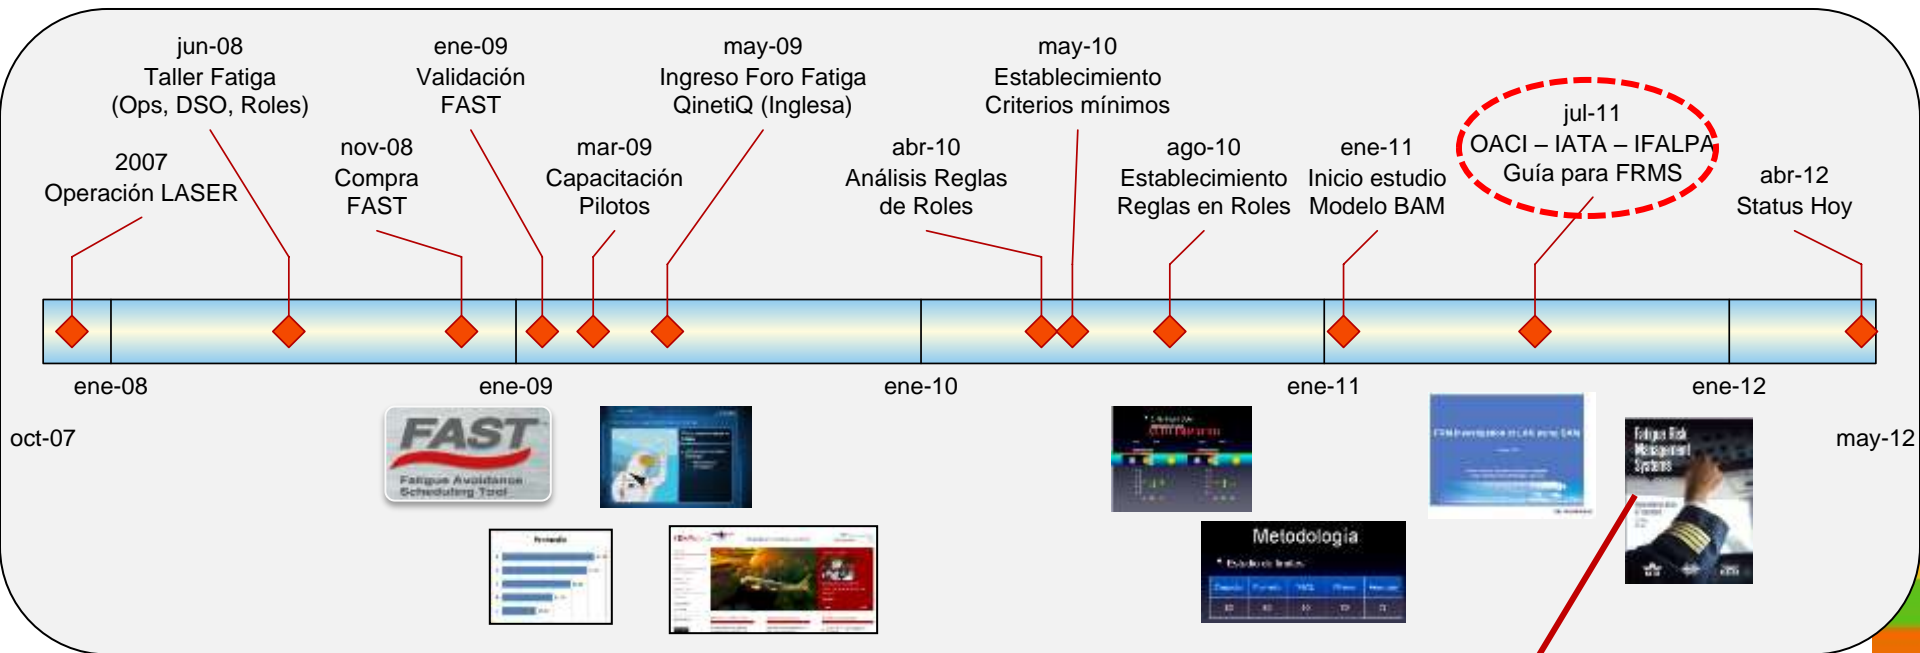 jun-08
Taller Fatiga
(Ops, DSO, Roles)
ene-09
Validación
FAST
may-09
Ingreso Foro Fatiga
QinetiQ (Inglesa)
may-10
Establecimiento
Criterios mínimos
jul-11
OACI – IATA – IFALPA
Guía para FRMS
2007
Operación LASER
nov-08
Compra
FAST
mar-09
Capacitación
Pilotos
abr-10
Análisis Reglas
de Roles
ago-10
Establecimiento
Reglas en Roles
ene-11
Inicio estudio
Modelo BAM
abr-12
Status Hoy
ene-08
ene-09
ene-10
ene-11
ene-12
oct-07
may-12
FAST
Fatigue Avoidance
Scheduling Tool
Promedio
Metodología
Estudio de límites
Fatigue Risk
Management
Systems